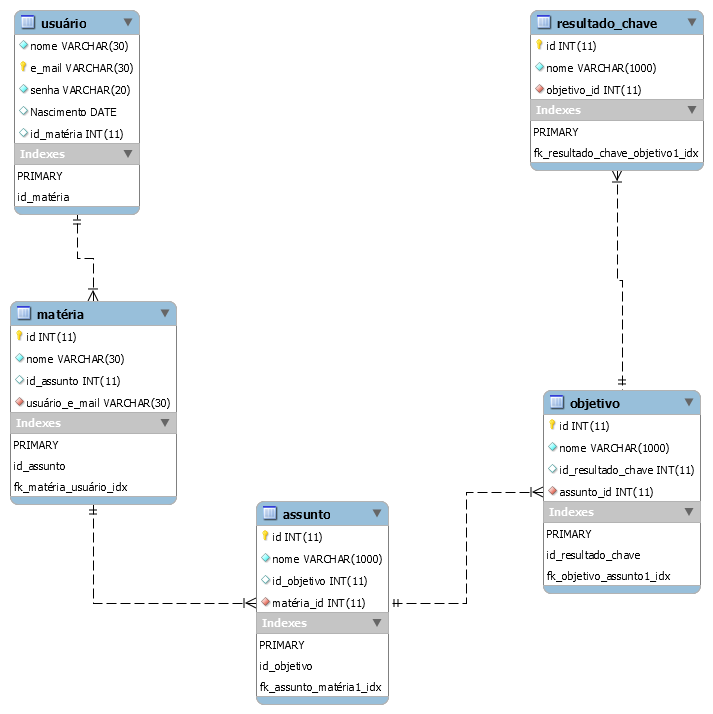 usuário
nome VARCHAR(30)
e_mail VARCHAR(30)
senha VARCHAR(20)
Nascimento DATE
id_matéria INT(11)
Indexes
PRIMARY
id_matéria
resultado_chave
id INT(11)
nome VARCHAR(1000)
objetivo_id INT(11)
Indexes
PRIMARY
fk_resultado_chave_objetivo1_idx
matéria
id INT(11)
nome VARCHAR(30)
id_assunto INT(11)
usuário_e_mail VARCHAR(30)
Indexes
PRIMARY
id_assunto
fk_matéria_usuário_idx
objetivo
id INT(11)
nome VARCHAR(1000)
id_resultado_chave INT(11)
assunto_id INT(11)
Indexes
PRIMARY
id_resultado_chave
fk_objetivo_assunto1_idx
assunto
id INT(11)
nome VARCHAR(1000)
id_objetivo INT(11)
matéria_id INT(11)
Indexes
PRIMARY
id_objetivo
fk_assunto_matéria1_idx